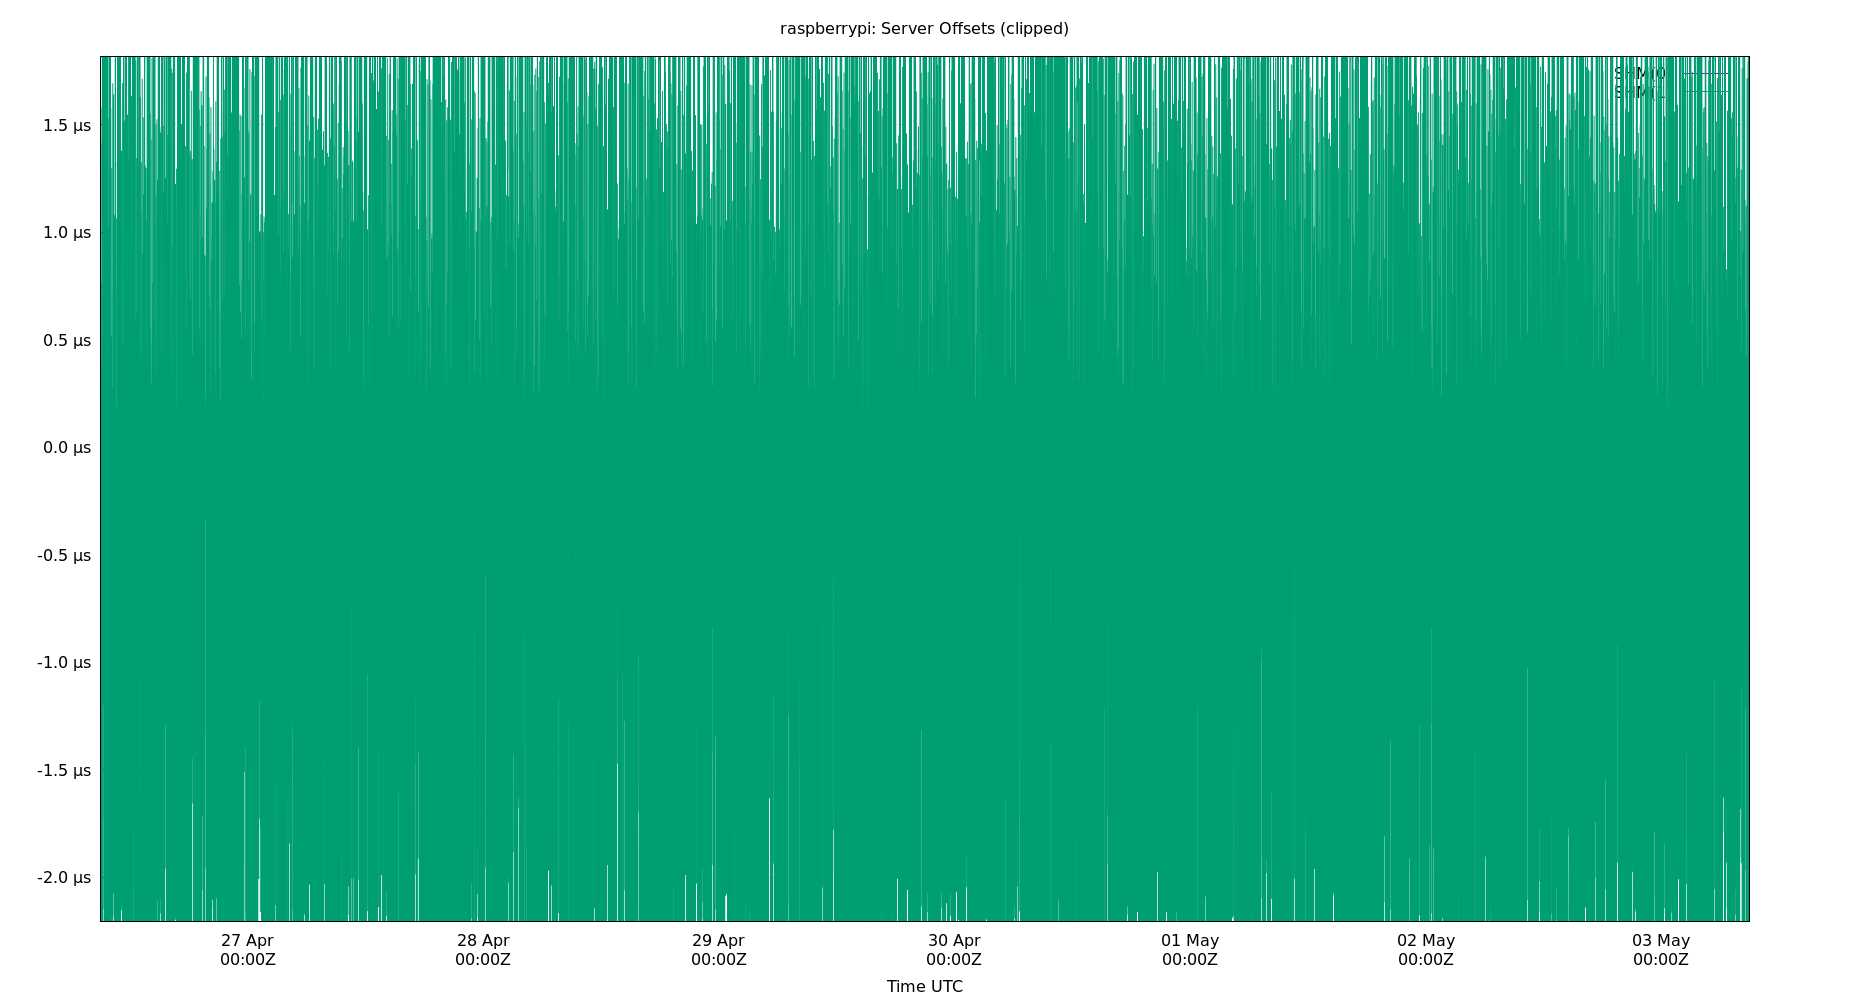 raspberrypi: Server Offsets (clipped)
1.5 µs
1.0 µs
0.5 µs
0.0 µs
-0.5 µs
-1.0 µs
-1.5 µs
-2.0 µs
27 Apr
00:00Z
28 Apr
00:00Z
29 Apr
00:00Z
30 Apr
00:00Z
01 May
00:00Z
02 May
00:00Z
03 May
00:00Z
Time UTC